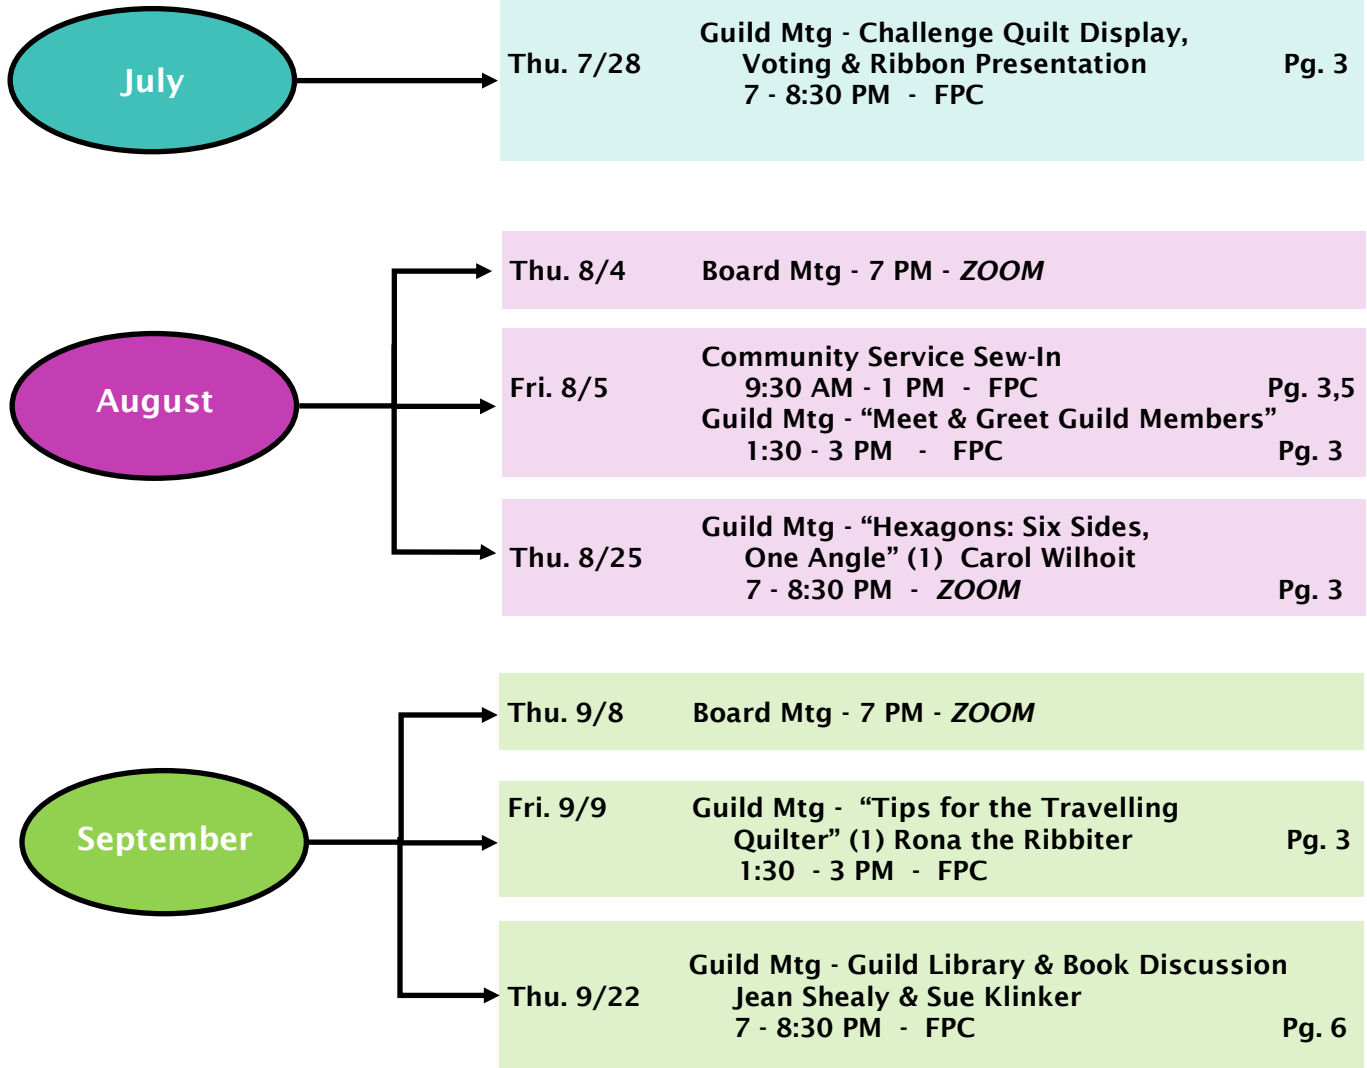 July
Thu. 7/28
Guild Mtg - Challenge Quilt Display,
Voting & Ribbon Presentation
Pg. 3
7 - 8:30 PM - FPC
August
Thu. 8/4
Board Mtg - 7 PM - ZOOM
Fri. 8/5
Community Service Sew-In
9:30 AM - 1 PM - FPC
Pg. 3,5
Guild Mtg - “Meet & Greet Guild Members”
1:30 - 3 PM - FPC
Pg. 3
Thu. 8/25
Guild Mtg - “Hexagons: Six Sides,
One Angle” (1) Carol Wilhoit
7 - 8:30 PM - ZOOM
Pg. 3
September
Thu. 9/8
Board Mtg - 7 PM - ZOOM
Fri. 9/9
Guild Mtg - “Tips for the Travelling
Quilter” (1) Rona the Ribbiter
Pg. 3
1:30 - 3 PM - FPC
Thu. 9/22
Guild Mtg - Guild Library & Book Discussion
Jean Shealy & Sue Klinker
7 - 8:30 PM - FPC
Pg. 6